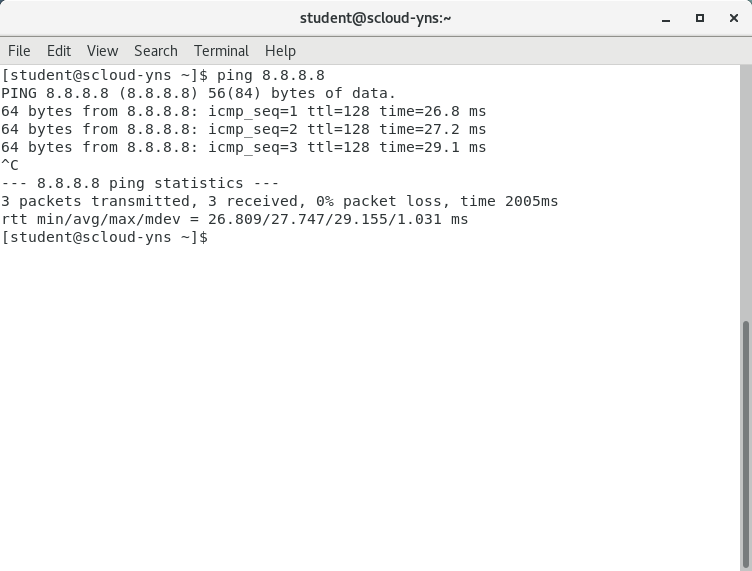 student@scloud-yns:~
File Edit View Search Terminal Help
[student@scloud-yns ~]$ ping 8.8.8.8
PING 8.8.8.8 (8.8.8.8) 56(84) bytes of data.
64 bytes from 8.8.8.8: icmp_seq=1 ttl=128 time=26.8 ms
64 bytes from 8.8.8.8: icmp_seq=2 ttl=128 time=27.2 ms
64 bytes from 8.8.8.8: icmp_seq=3 ttl=128 time=29.1 ms
^C
--- 8.8.8.8 ping statistics ---
3 packets transmitted, 3 received, 0% packet loss, time 2005ms
rtt min/avg/max/mdev = 26.809/27.747/29.155/1.031 ms
[student@scloud-yns ~]$